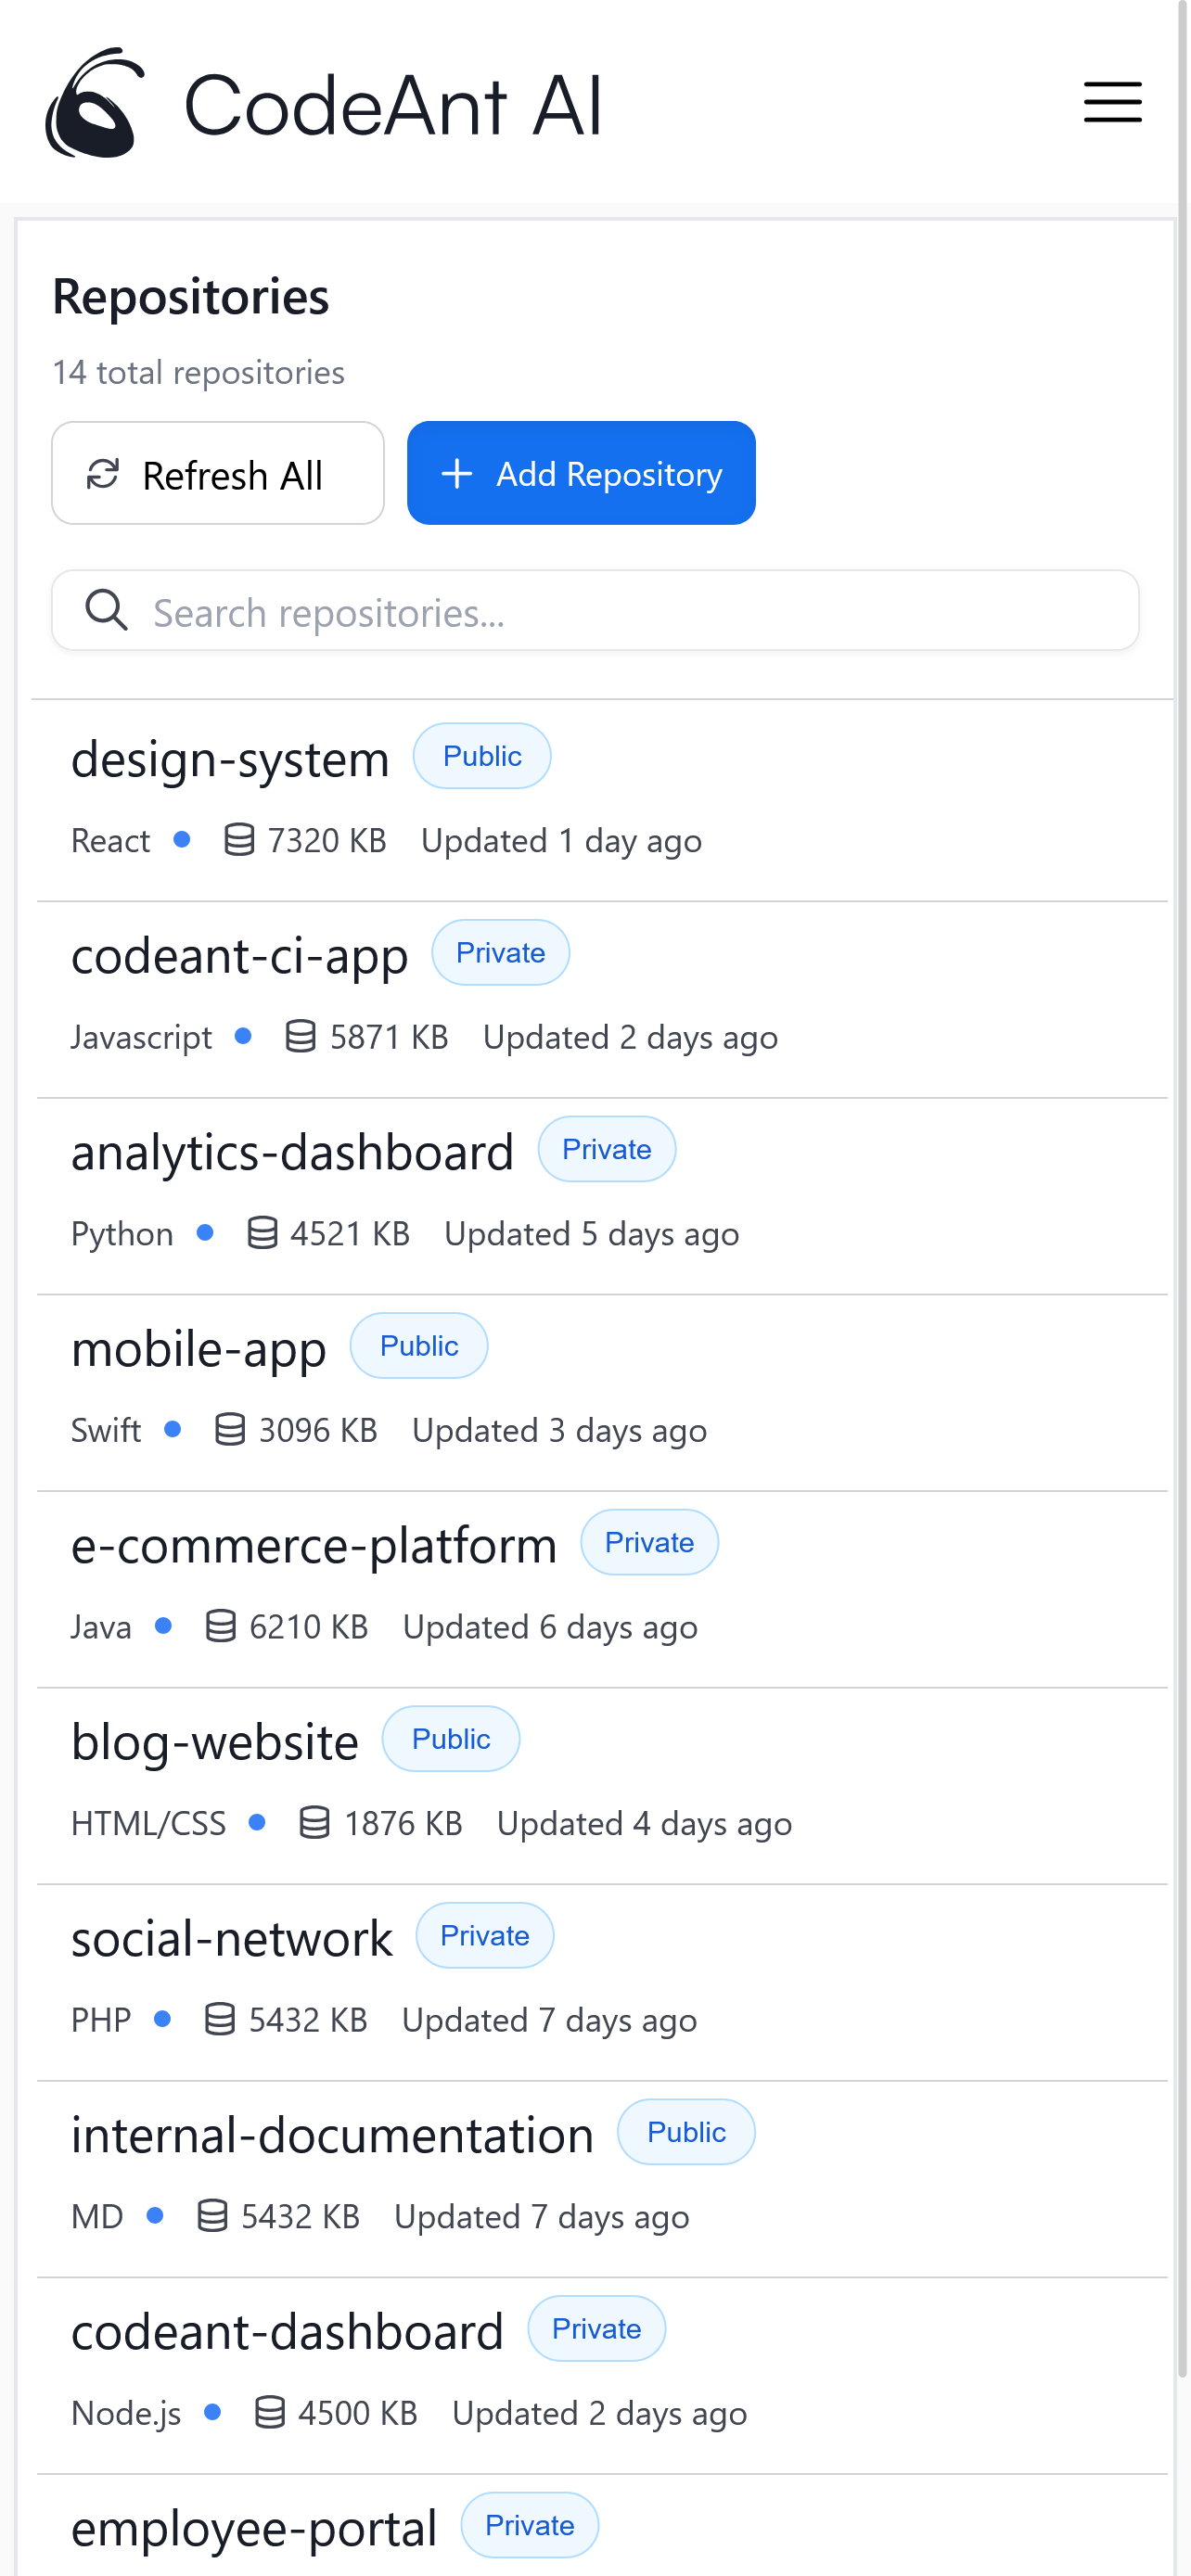 CodeAnt AI
Repositories
14 total repositories
Refresh All
Add Repository
Search repositories...
design-system Public
React 7320 KB Updated 1 day ago
codeant-ci-app Private
Javascript 5871 KB Updated 2 days ago
analytics-dashboard Private
Python 4521 KB Updated 5 days ago
mobile-app Public
Swift 3096 KB Updated 3 days ago
e-commerce-platform Private
Java 6210 KB Updated 6 days ago
blog-website Public
HTML/CSS 1876 KB Updated 4 days ago
social-network Private
PHP 5432 KB Updated 7 days ago
internal-documentation Public
MD 5432 KB Updated 7 days ago
codeant-dashboard Private
Node.js 4500 KB Updated 2 days ago
employee-portal Private